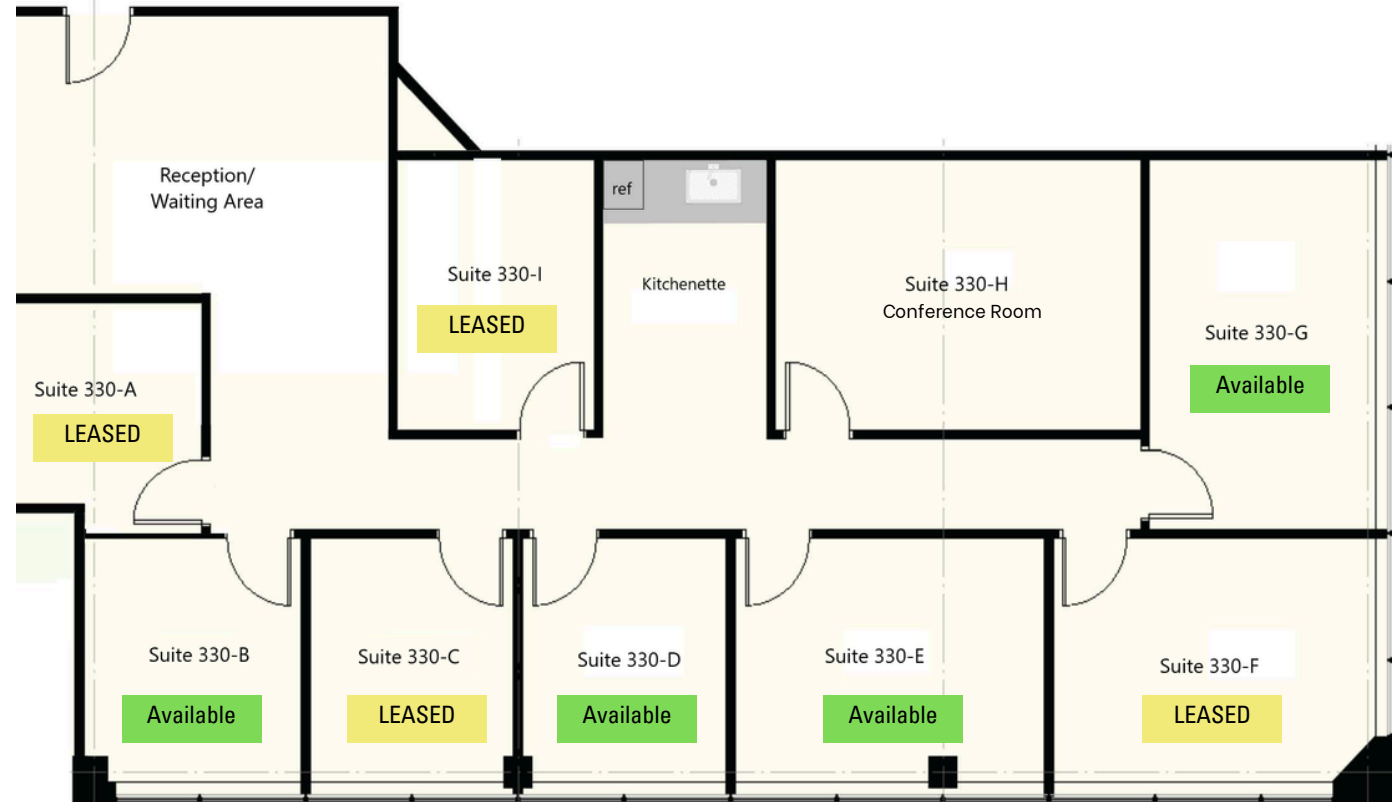 Reception/
Waiting Area
ref
Suite 330-I
LEASED
Kitchenette
Suite 330-H
Conference Room
Suite 330-G
Available
Suite 330-A
LEASED
Suite 330-B
Available
Suite 330-C
LEASED
Suite 330-D
Available
Suite 330-E
Available
Suite 330-F
LEASED